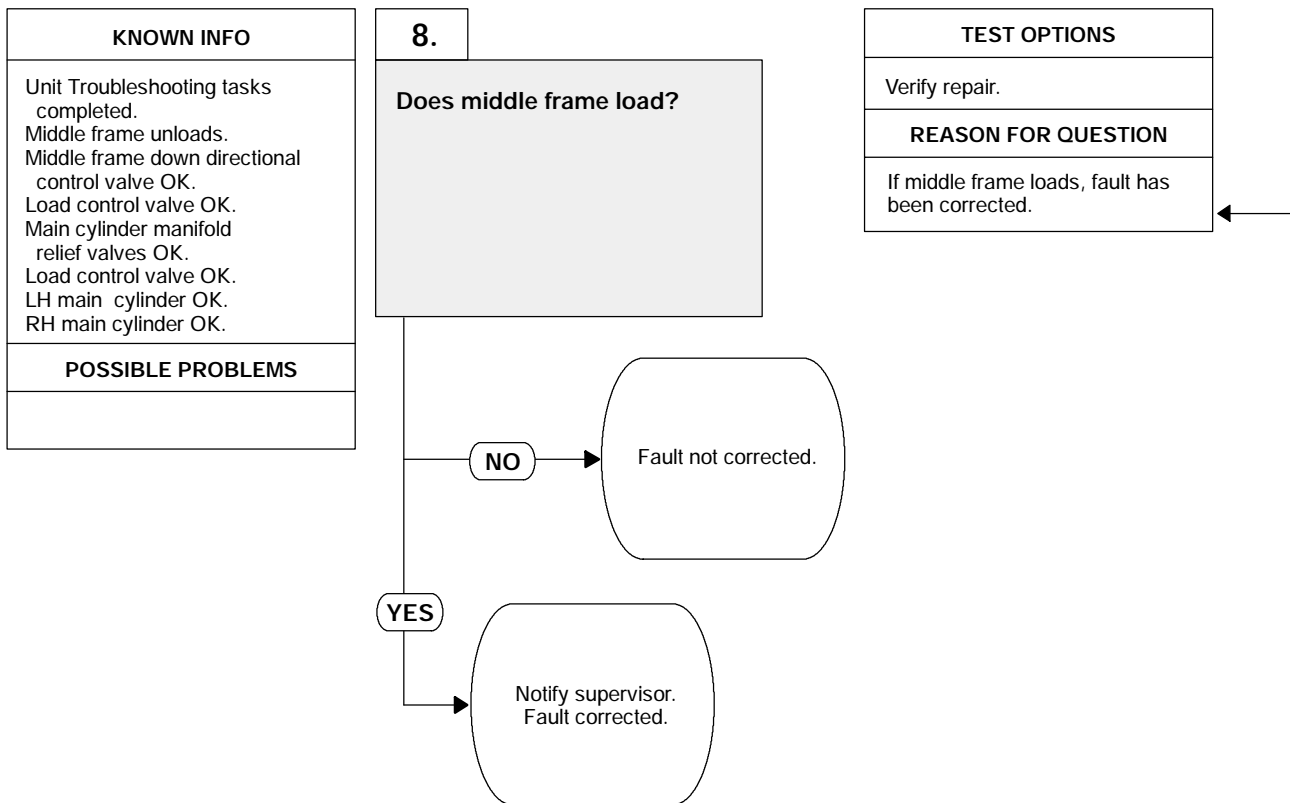 KNOWN INFO
Unit Troubleshooting tasks
completed.
Middle frame unloads.
Middle frame down directional
control valve OK.
Load control valve OK.
Main cylinder manifold
relief valves OK.
Load control valve OK.
LH main cylinder OK.
RH main cylinder OK.
POSSIBLE PROBLEMS
8.
Does middle frame load?
TEST OPTIONS
Verify repair.
REASON FOR QUESTION
If middle frame loads, fault has
been corrected.
NO
Fault not corrected.
YES
Notify supervisor.
Fault corrected.